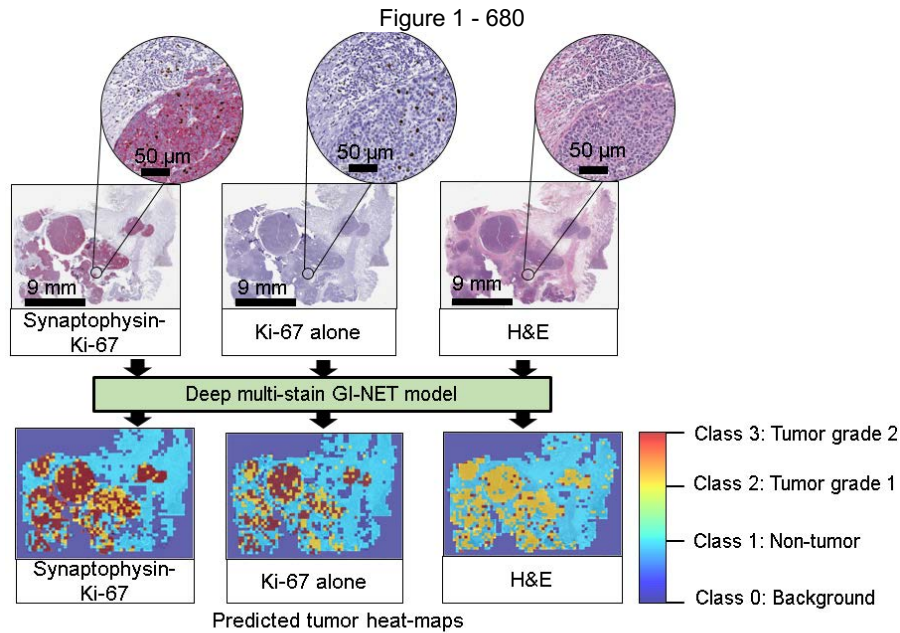 Figure 1 - 680
50 µm
50 µm
50 µm
9 mm
9 mm
9 mm
Synaptophysin-
Ki-67
Ki-67 alone
H&E
Deep multi-stain GI-NET model
Class 3: Tumor grade 2
Class 2: Tumor grade 1
Class 1: Non-tumor
Class 0: Background
Synaptophysin-
Ki-67
Ki-67 alone
H&E
Predicted tumor heat-maps